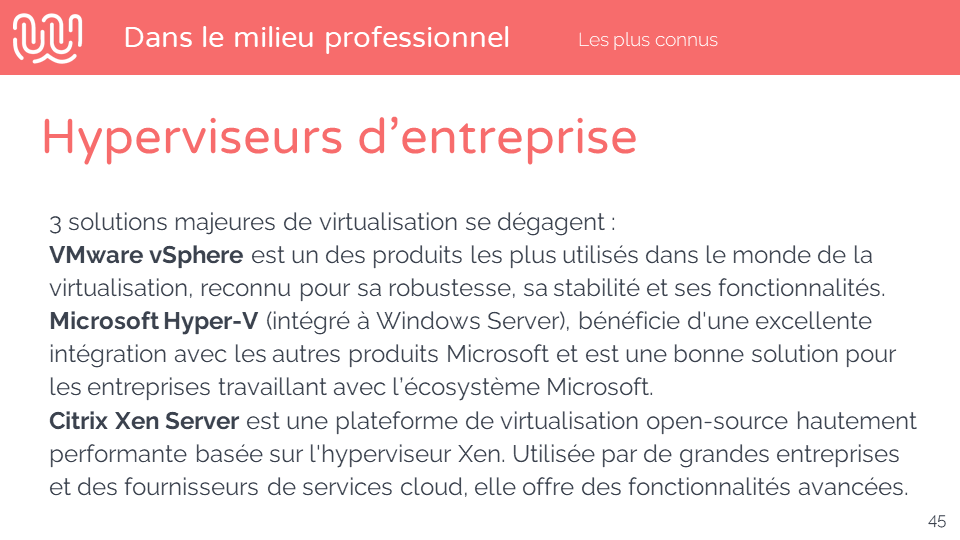 Dans le milieu professionnel
Les plus connus
Hyperviseurs d’entreprise
3 solutions majeures de virtualisation se dégagent :
VMware vSphere est un des produits les plus utilisés dans le monde de la
virtualisation, reconnu pour sa robustesse, sa stabilité et ses fonctionnalités.
Microsoft Hyper-V (intégré à Windows Server), bénéficie d'une excellente
intégration avec les autres produits Microsoft et est une bonne solution pour
les entreprises travaillant avec l’écosystème Microsoft.
Citrix Xen Server est une plateforme de virtualisation open-source hautement
performante basée sur l'hyperviseur Xen. Utilisée par de grandes entreprises
et des fournisseurs de services cloud, elle offre des fonctionnalités avancées.
45